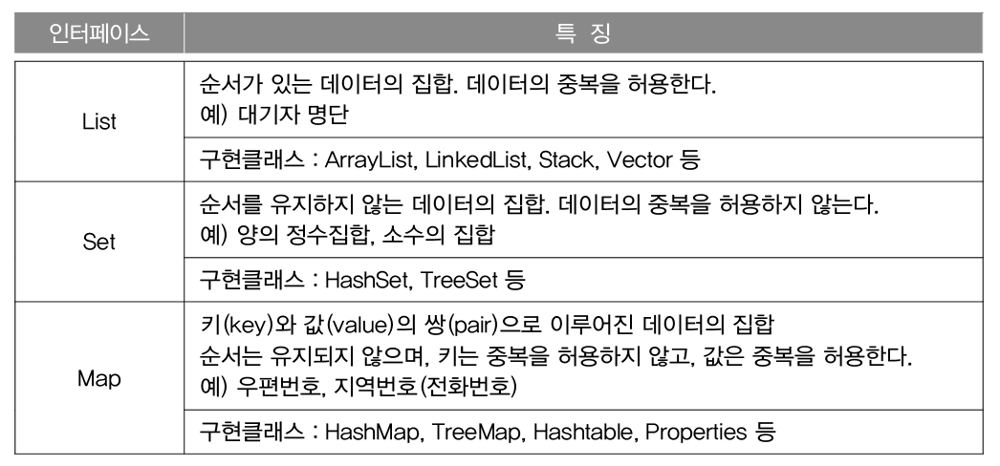 인터페이스
특 징
List
순서가 있는 데이터의 집합. 데이터의 중복을 허용한다.
예) 대기자 명단
구현클래스 : ArrayList, LinkedList, Stack, Vector 등
Set
순서를 유지하지 않는 데이터의 집합. 데이터의 중복을 허용하지 않는다.
예) 양의 정수집합, 소수의 집합
구현클래스 : HashSet, TreeSet 등
Map
키(key)와 값(value)의 쌍(pair)으로 이루어진 데이터의 집합
순서는 유지되지 않으며, 키는 중복을 허용하지 않고, 값은 중복을 허용한다.
예) 우편번호, 지역번호(전화번호)
구현클래스 : HashMap, TreeMap, Hashtable, Properties 등